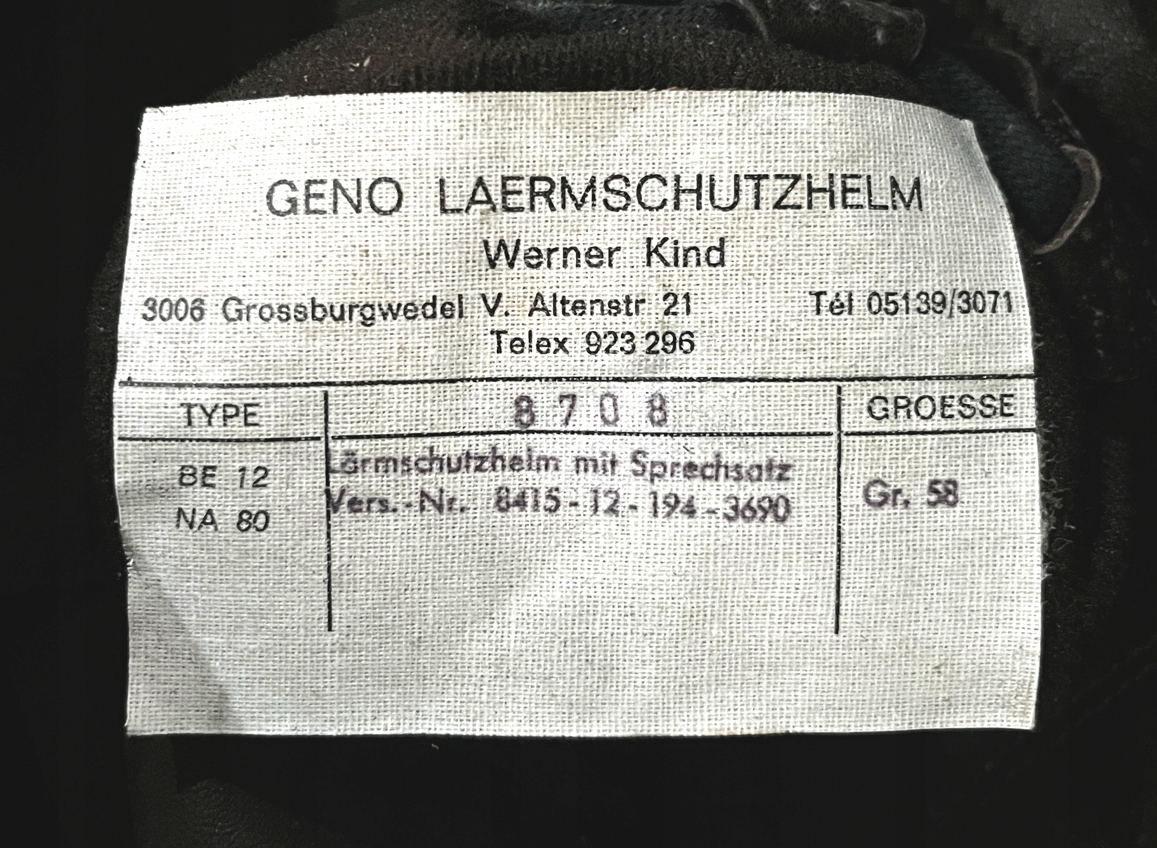 GENO LAERMSCHUTZHELM
Werner Kind
3006 Grossburgwedel V. Altenstr 21 Tel 05139/3071
Telex 923 296
TYPE 8708 GROESSE
BE 12
NA 80
Lärmschutzhelm mit Sprechsatz
Vers.-Nr. 8415-12-194-3690
Gr. 58